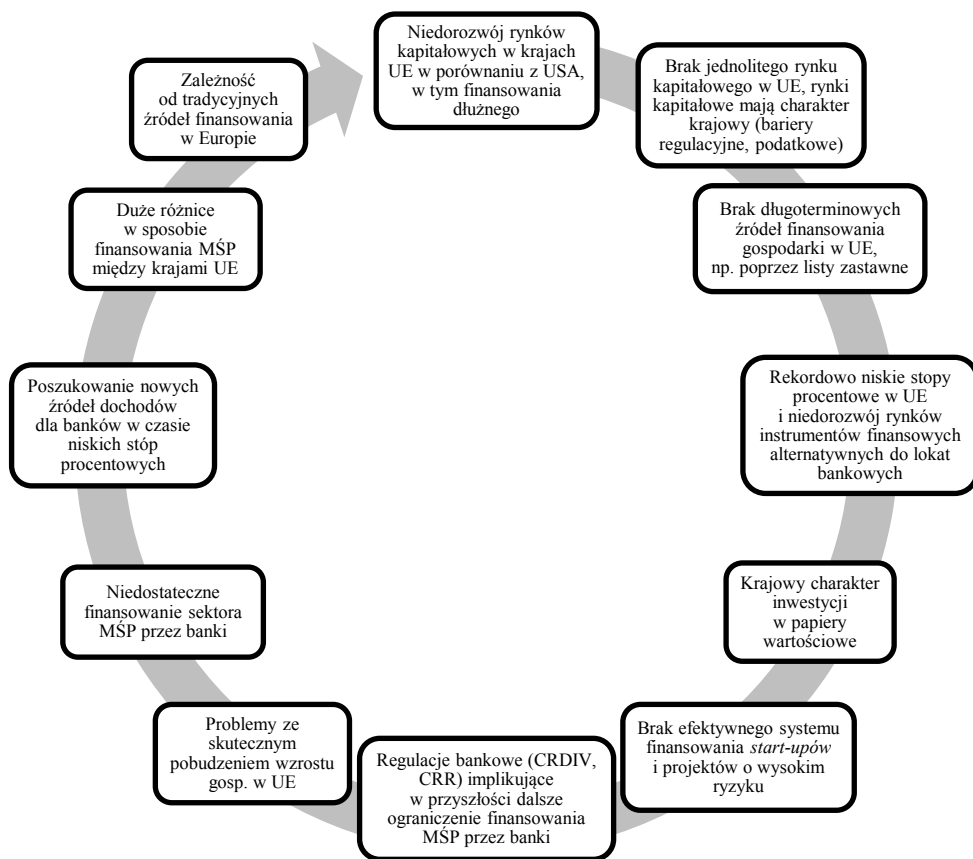 Niedorozwój rynków
kapitałowych w krajach
UE w porównaniu z USA,
w tym finansowania
dłużnego
Brak jednolitego rynku
kapitałowego w UE, rynki
kapitałowe mają charakter
krajowy (bariery
regulacyjne, podatkowe)
Brak długoterminowych
źródeł finansowania
gospodarki w UE,
np. poprzez listy zastawne
Rekordowo niskie stopy
procentowe w UE
i niedorozwój rynków
instrumentów finansowych
alternatywnych do lokat
bankowych
Krajowy charakter
inwestycji
w papiery
wartościowe
Brak efektywnego systemu
finansowania start-upów
i projektów o wysokim
ryzyku
Regulacje bankowe (CRDIV,
CRR) implikujące
w przyszłości dalsze
ograniczenie finansowania
MŚP przez banki
Problemy ze
skutecznym
pobudzeniem wzrostu
gosp. w UE
Niedostateczne
finansowanie sektora
MŚP przez banki
Poszukowanie nowych
źródeł dochodów
dla banków w czasie
niskich stóp
procentowych
Duże różnice
w sposobie
finansowania MŚP
między krajami UE
Zależność
od tradycyjnych
źródeł finansowania
w Europie